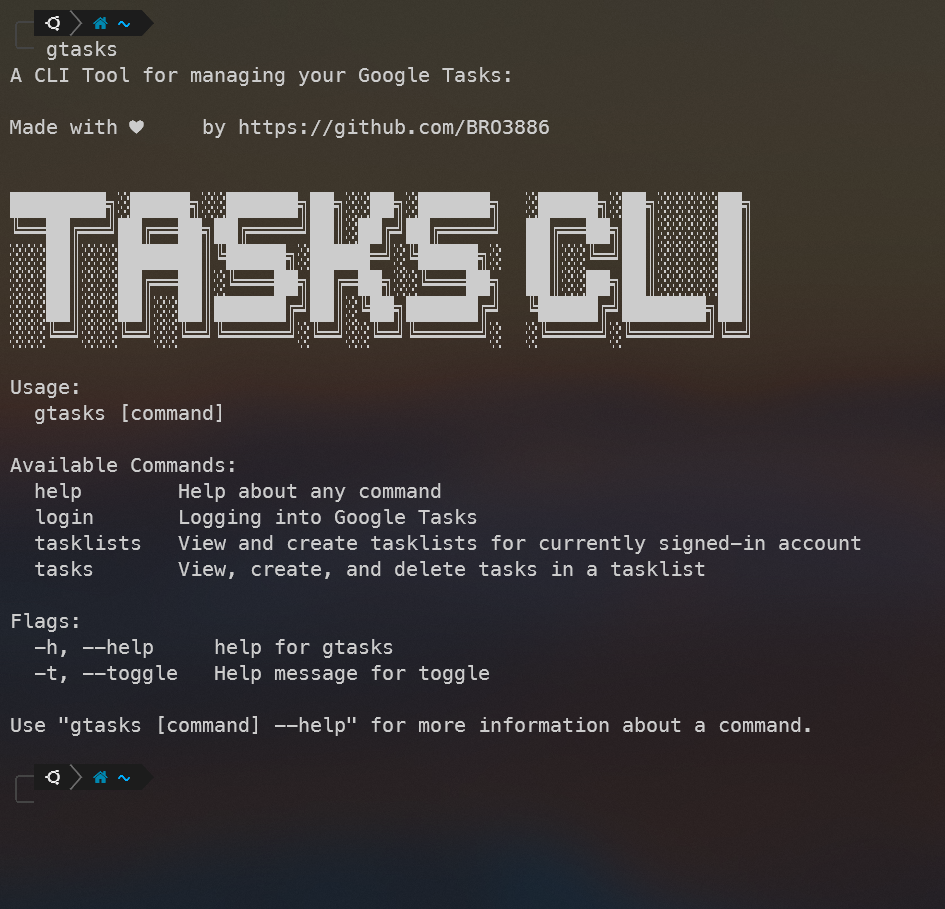 ~
gtasks
A CLI Tool for managing your Google Tasks:
Made with ♥ by https://github.com/BRO3886
TASKS CLI
Usage:
gtasks [command]
Available Commands:
help Help about any command
login Logging into Google Tasks
tasklists View and create tasklists for currently signed-in account
tasks View, create, and delete tasks in a tasklist
Flags:
-h, --help help for gtasks
-t, --toggle Help message for toggle
Use "gtasks [command] --help" for more information about a command.
~